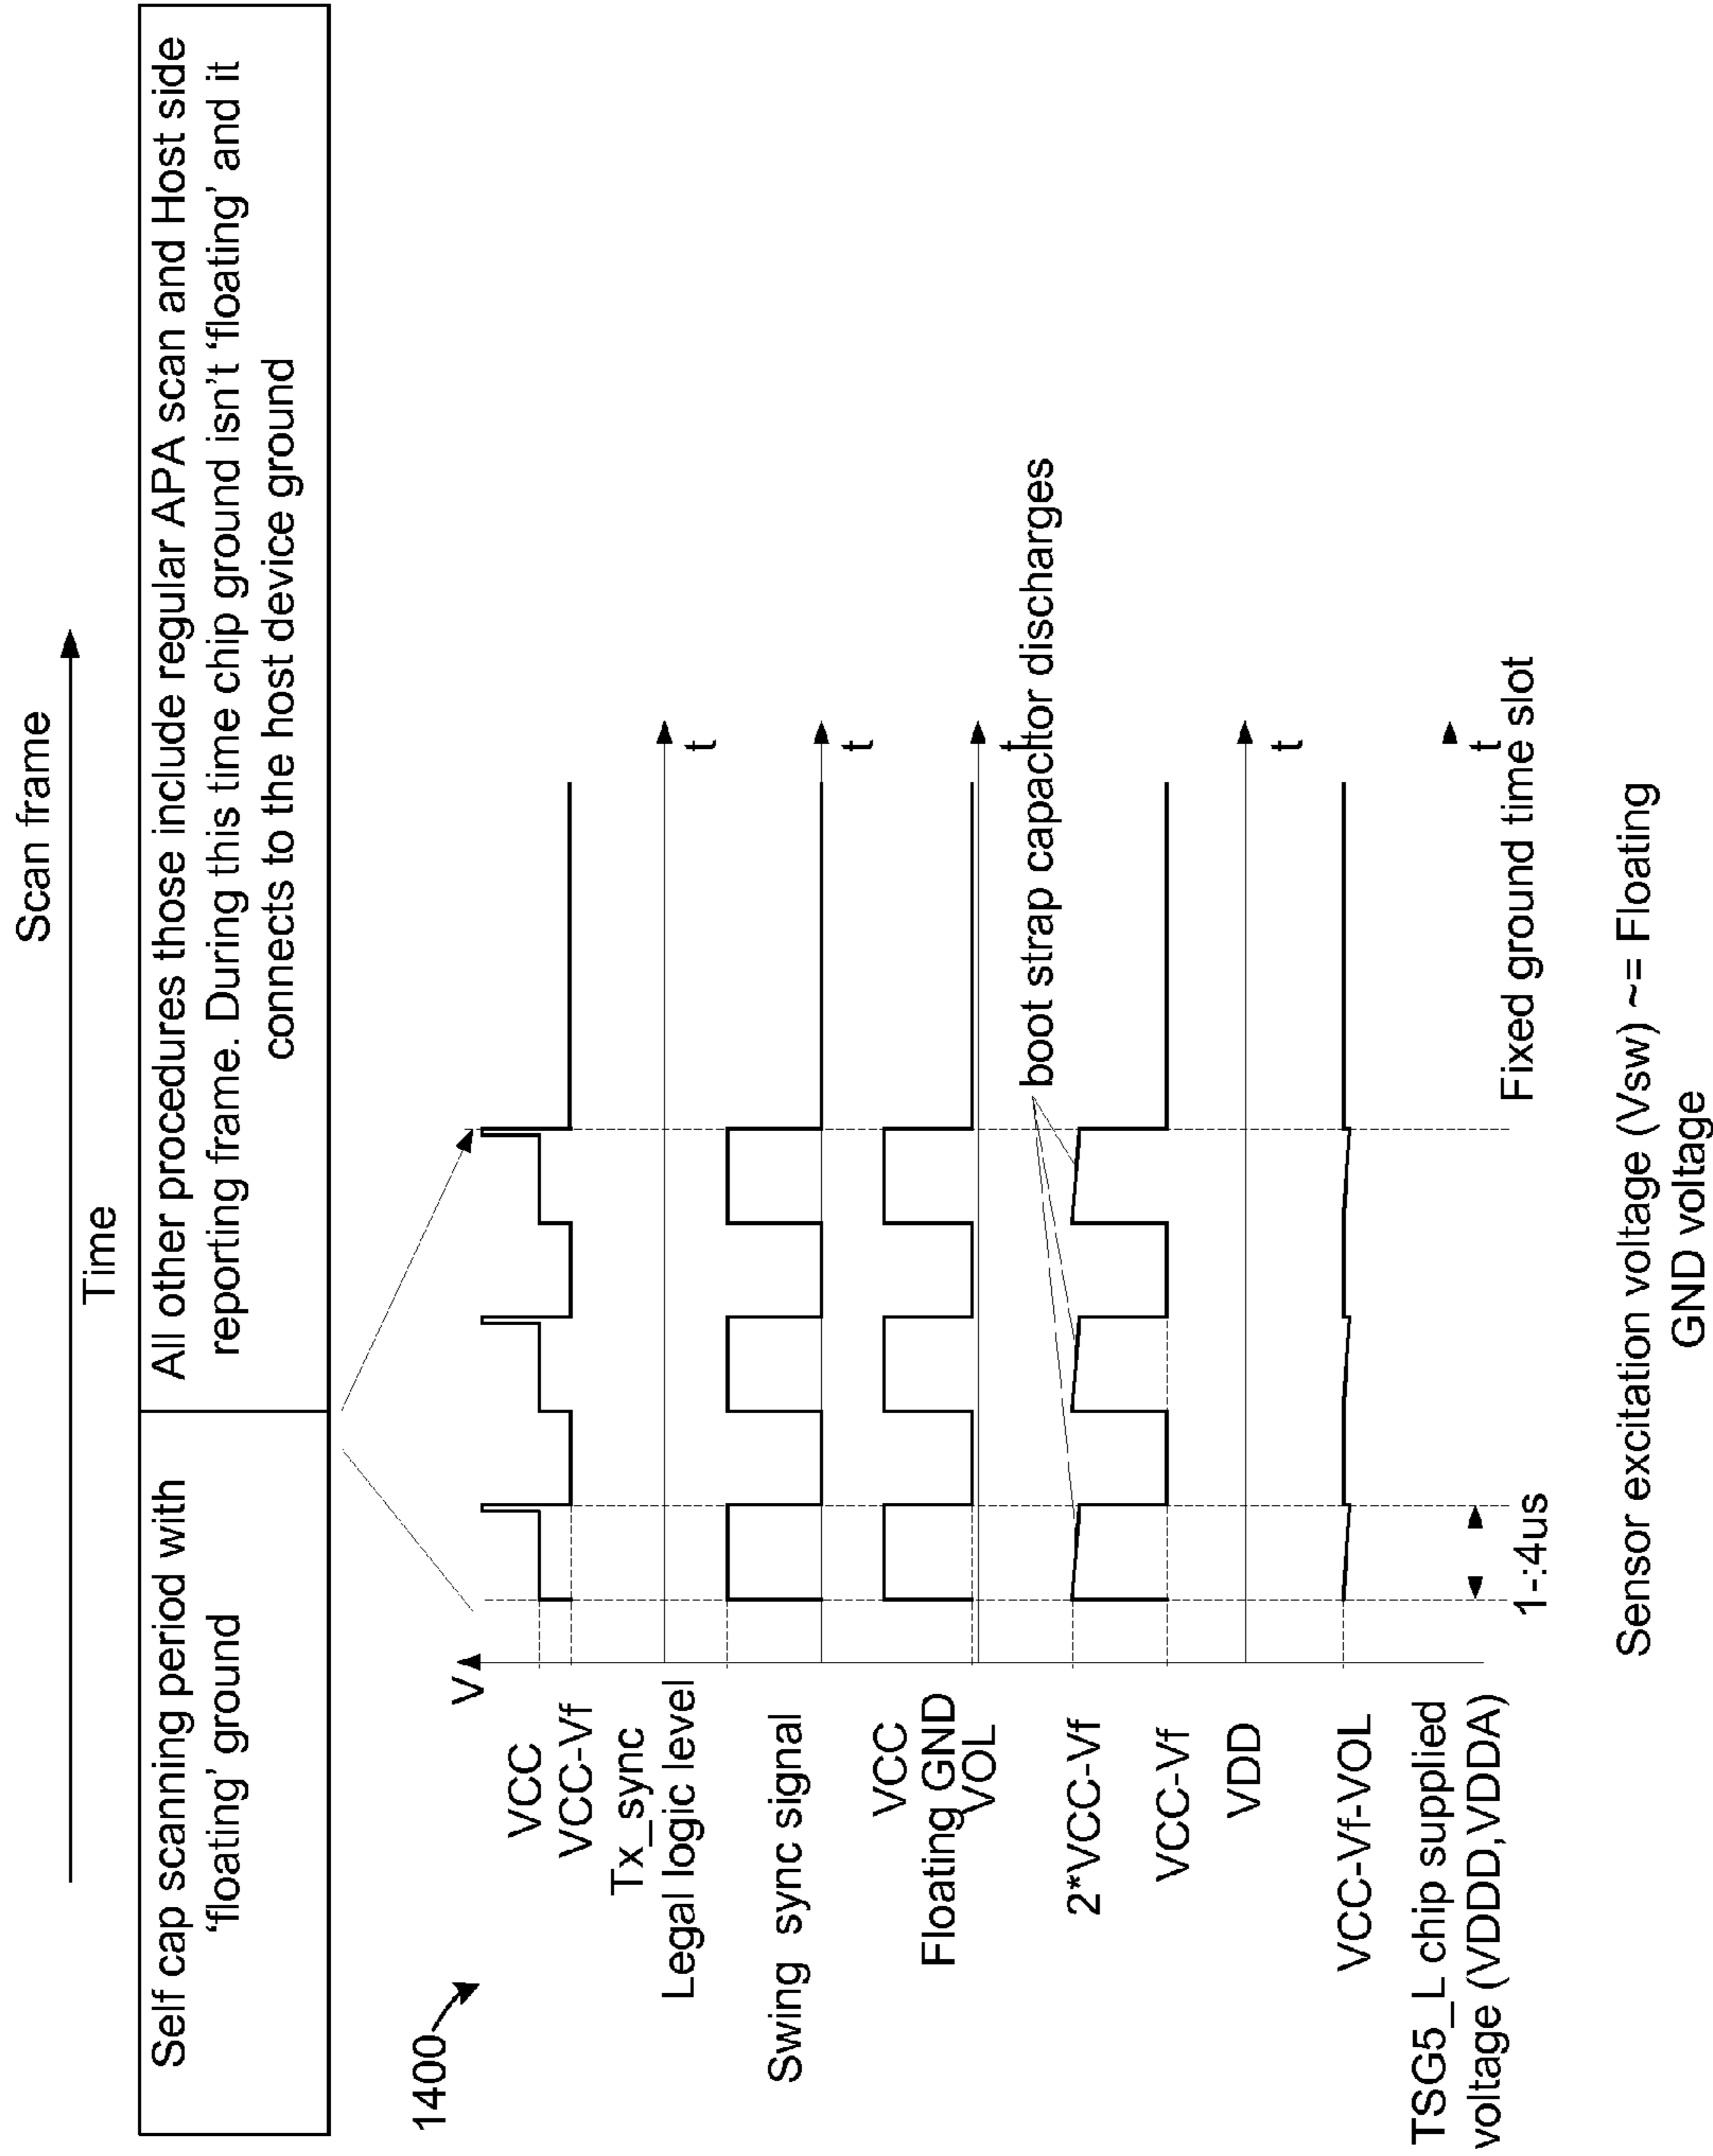 Scan frame
Time
Self cap scanning period with
‘floating’ ground
All other procedures those include regular APA scan and Host side
reporting frame. During this time chip ground isn’t ‘floating’ and it
connects to the host device ground
1400
V
VCC
VCC-Vf
Tx_sync
Legal logic level
t
Swing sync signal
t
VCC
Floating GND
VOL
t
boot strap capacitor discharges
2*VCC-Vf
VCC-Vf
VDD
t
VCC-Vf-VOL
TSG5_L chip supplied
voltage (VDDD,VDDA)
t
1-:4us
Fixed ground time slot
Sensor excitation voltage (Vsw) ~= Floating
GND voltage